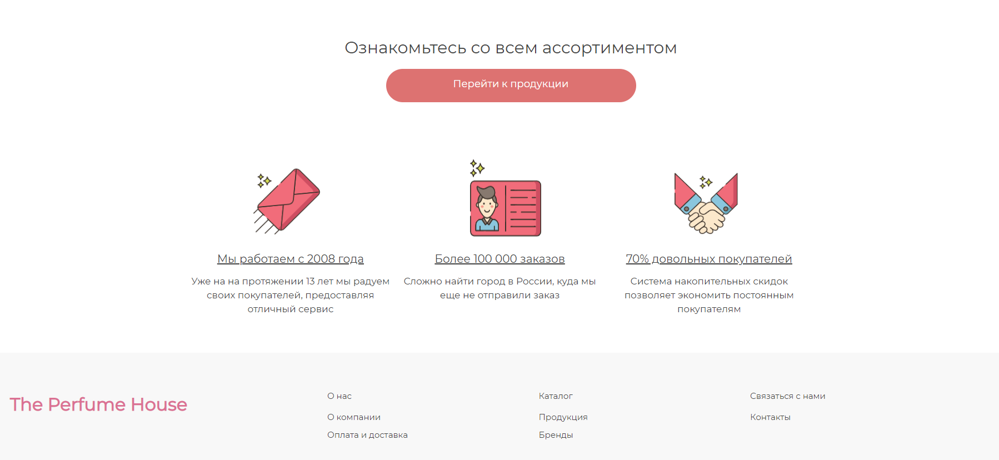 Ознакомьтесь со всем ассортиментом
Перейти к продукции
Мы работаем с 2008 года
Уже на на протяжении 13 лет мы радуем
своих покупателей, предоставляя
отличный сервис
Более 100 000 заказов
Сложно найти город в России, куда мы
еще не отправили заказ
70% довольных покупателей
Система накопительных скидок
позволяет экономить постоянным
покупателям
The Perfume House
О нас
О компании
Оплата и доставка
Каталог
Продукция
Бренды
Связаться с нами
Контакты